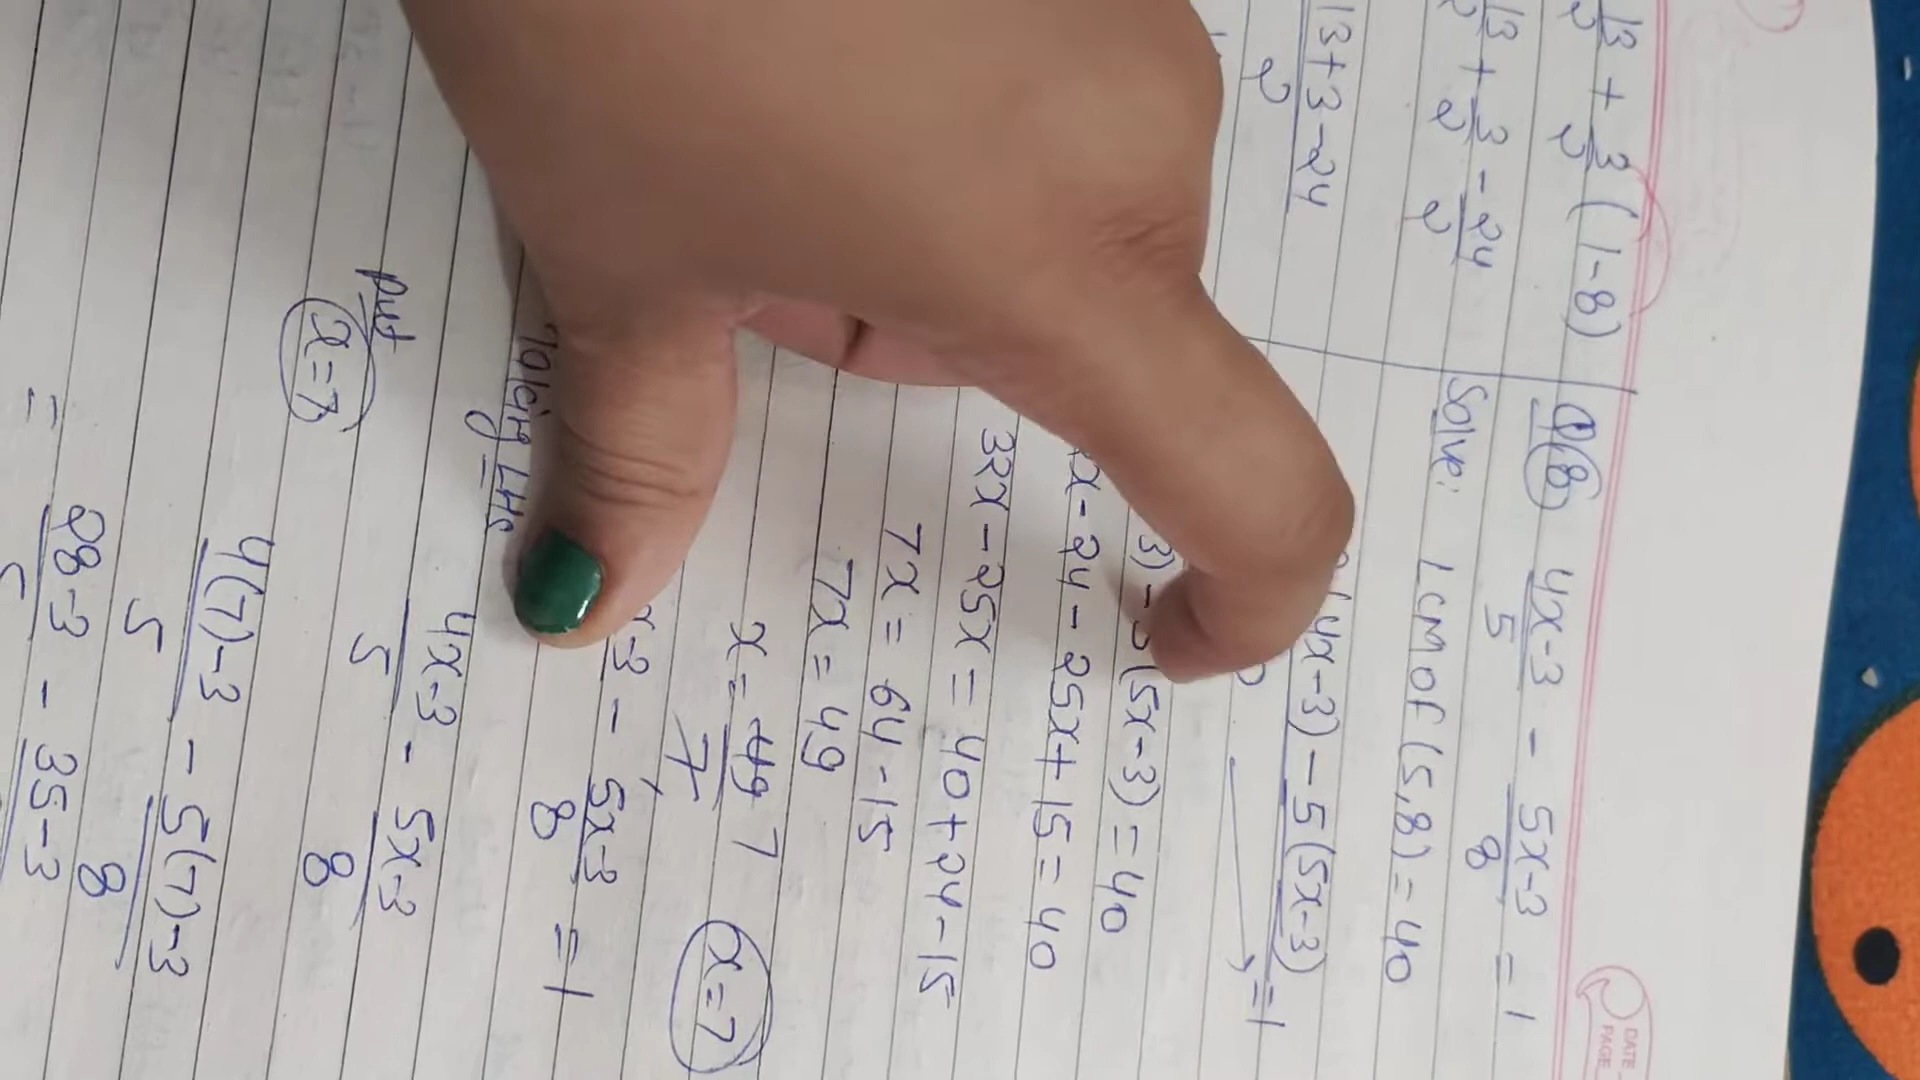 13/2 + 3/2 (1-8)
13/2 + 3/2 - 24/2
13+3-24
2
Q(8) 4x-3/5 - 5x-3/8 = 1
Solve: LCM OF (5,8) = 40
(4x-3) - 5(5x-3) = 1
3) - 5(5x-3) = 40
x - 24 - 25x + 15 = 40
32x - 25x = 40 + 24 - 15
7x = 64 - 15
7x = 49
x = 49/7 7 x = 7
x-3 - 5x-3/8 = 1
Taking LHS
4x-3/5 - 5x-3/8
Put
x = 7
4(7)-3/5 - 5(7)-3/8
= 28-3/5 - 35-3
DATE
PAGE